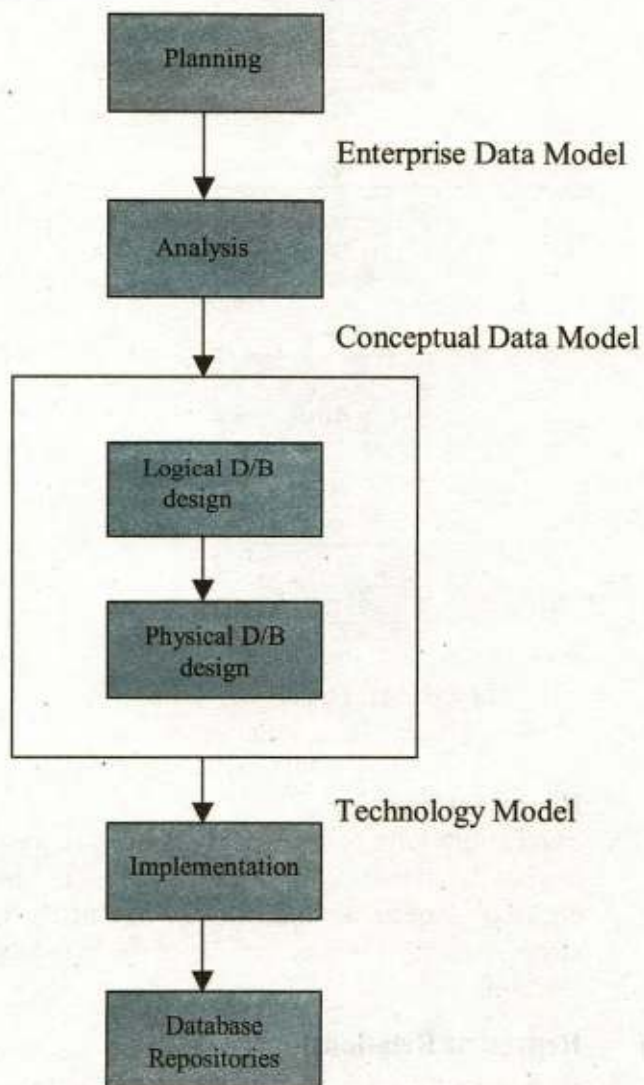 Planning
Enterprise Data Model
Analysis
Conceptual Data Model
Logical D/B
design
Physical D/B
design
Technology Model
Implementation
Database
Repositories